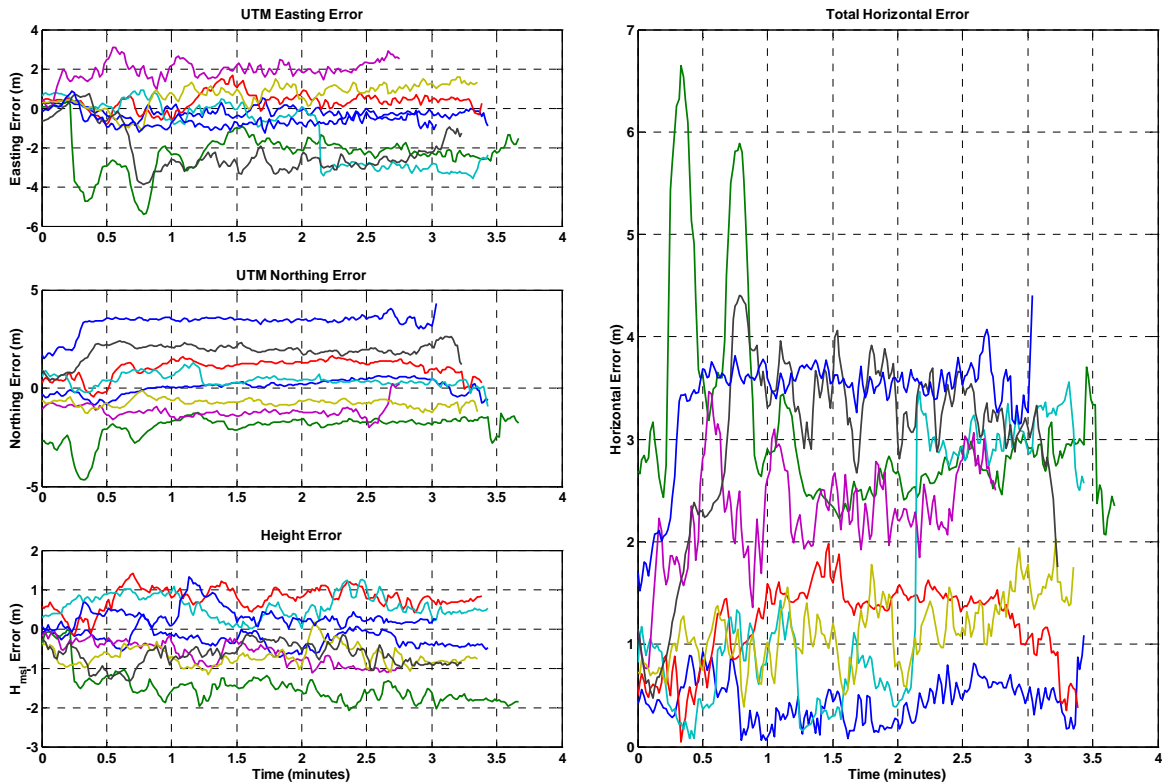 UTM Easting Error
Easting Error (m)
4
2
0
-2
-4
-6
0 0.5 1 1.5 2 2.5 3 3.5 4
UTM Northing Error
Northing Error (m)
5
0
-5
0 0.5 1 1.5 2 2.5 3 3.5 4
Height Error
H_msl Error (m)
2
1
0
-1
-2
-3
0 0.5 1 1.5 2 2.5 3 3.5 4
Time (minutes)
Total Horizontal Error
Horizontal Error (m)
7
6
5
4
3
2
1
0
0 0.5 1 1.5 2 2.5 3 3.5 4
Time (minutes)